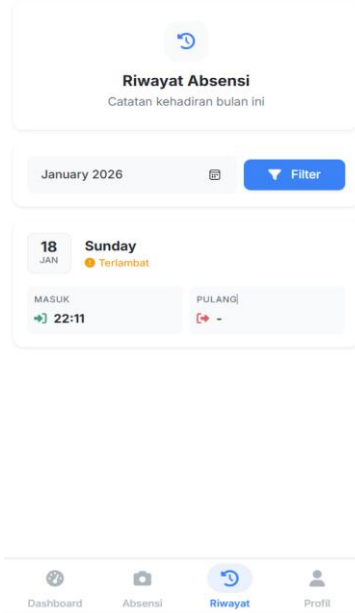 Riwayat Absensi
Catatan kehadiran bulan ini
January 2026
Filter
18
JAN
Sunday
Terlambat
MASUK
22:11
PULANG
-
Dashboard
Absensi
Riwayat
Profil